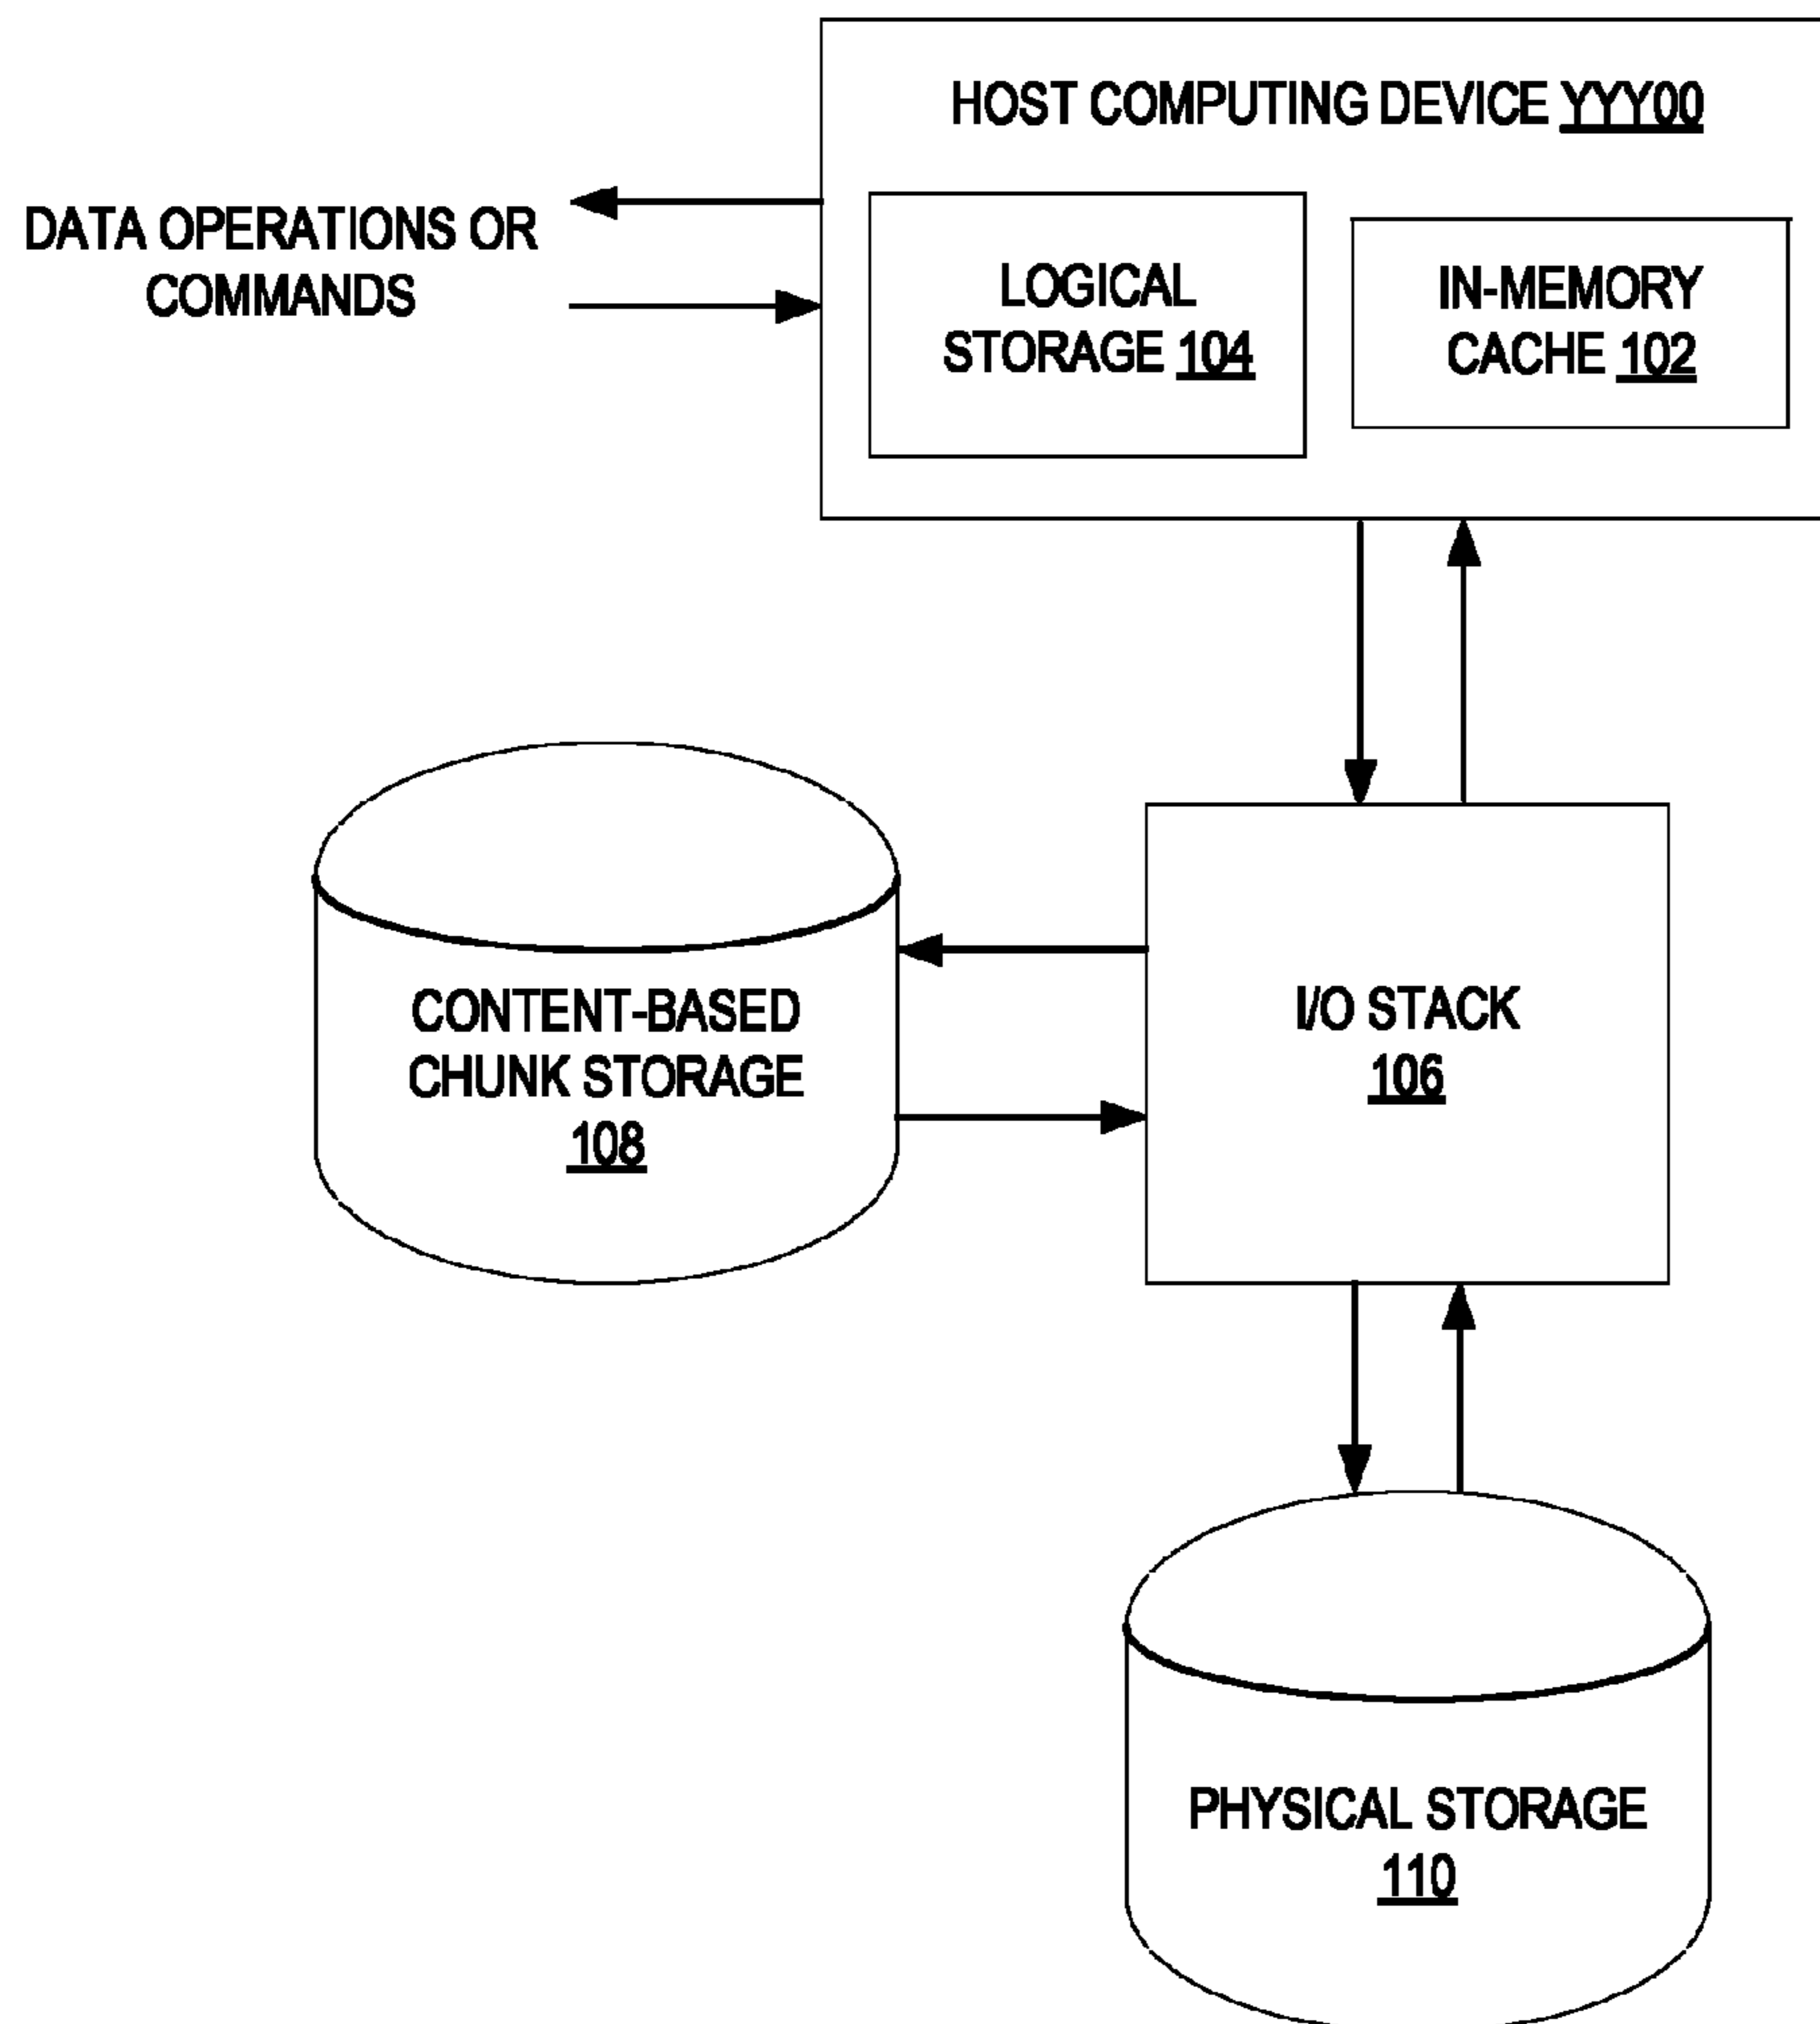 HOST COMPUTING DEVICE YYY00
DATA OPERATIONS OR
COMMANDS
LOGICAL
STORAGE 104
IN-MEMORY
CACHE 102
CONTENT-BASED
CHUNK STORAGE
108
I/O STACK
106
PHYSICAL STORAGE
110